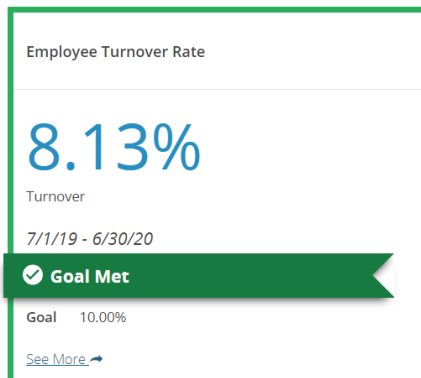 Employee Turnover Rate
8.13%
Turnover
7/1/19 - 6/30/20
Goal Met
Goal 10.00%
See More